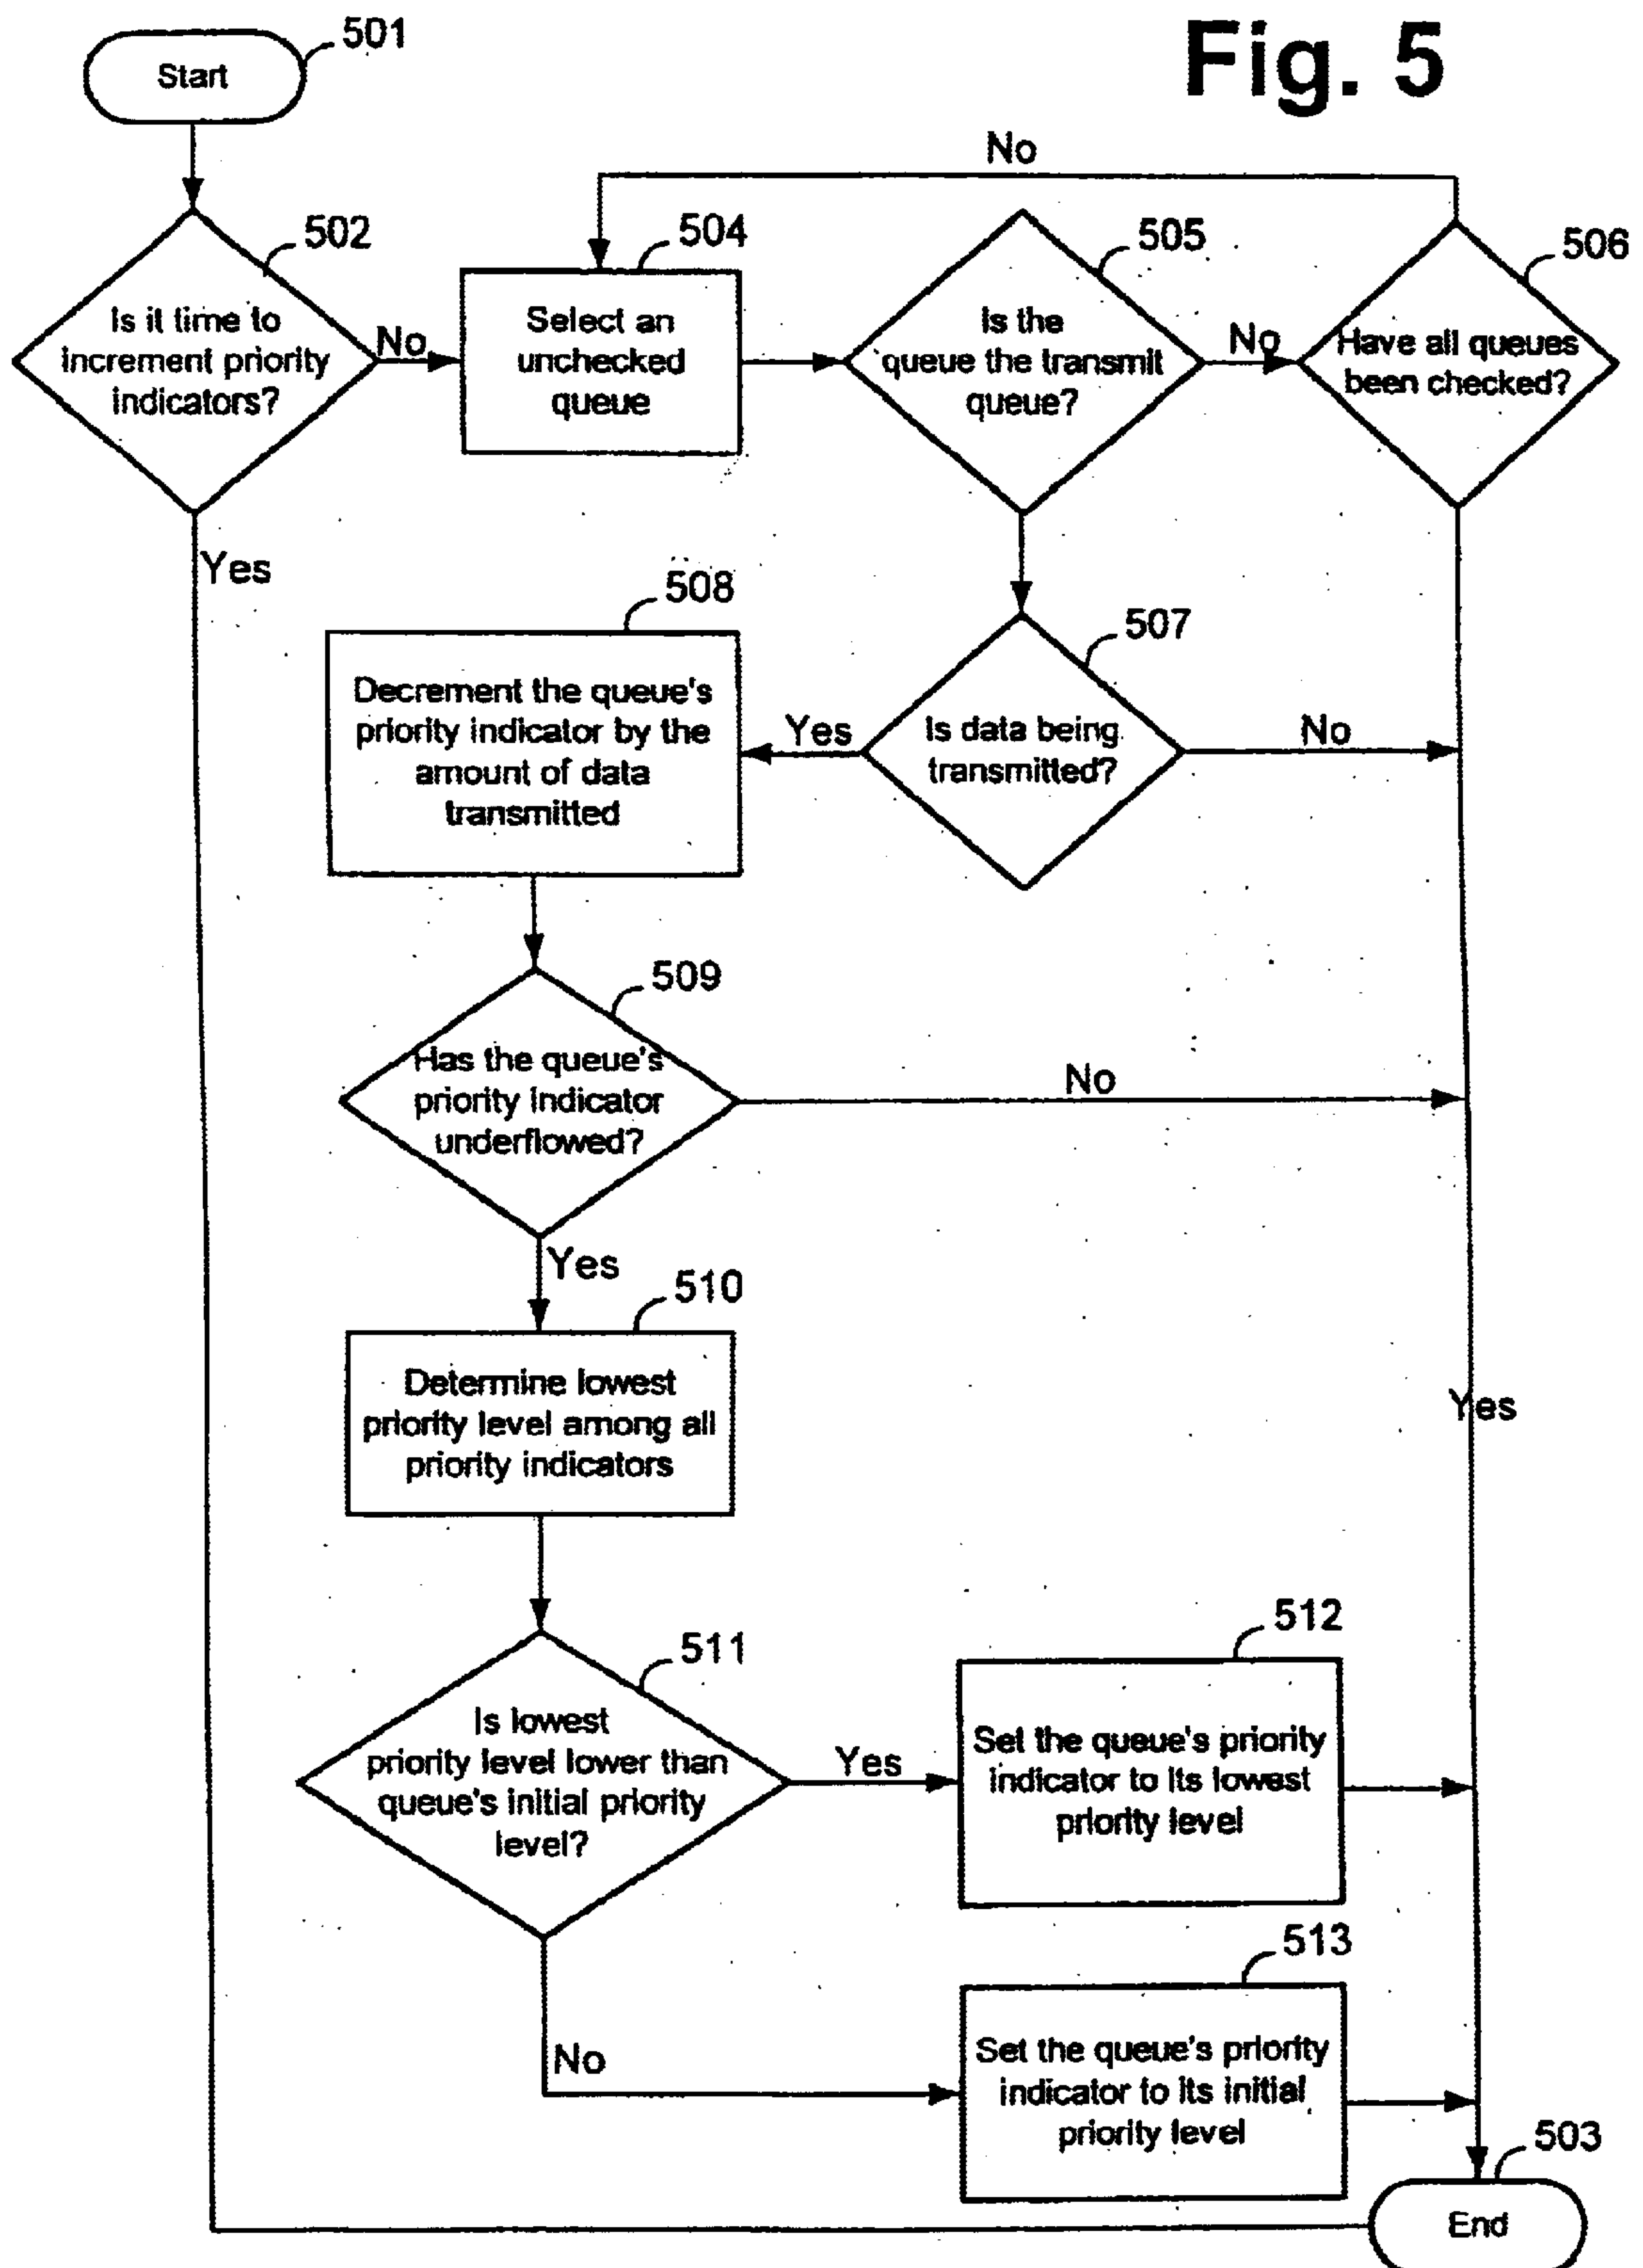 Fig. 5
501
Start
No
502
504
505
506
Is it time to
increment priority
indicators?
No
Select an
unchecked
queue
Is the
queue the transmit
queue?
No
Have all queues
been checked?
Yes
508
507
Decrement the queue's
priority indicator by the
amount of data
transmitted
Yes
Is data being
transmitted?
No
509
Has the queue's
priority indicator
underflowed?
No
Yes
510
Determine lowest
priority level among all
priority indicators
Yes
511
512
Is lowest
priority level lower than
queue's initial priority
level?
Yes
Set the queue's priority
indicator to its lowest
priority level
513
No
Set the queue's priority
indicator to its initial
priority level
503
End